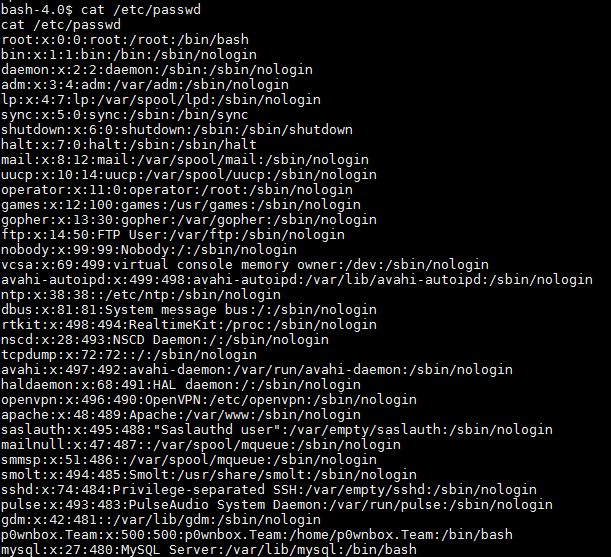 bash-4.0$ cat /etc/passwd
cat /etc/passwd
root:x:0:0:root:/root:/bin/bash
bin:x:1:1:bin:/bin:/sbin/nologin
daemon:x:2:2:daemon:/sbin:/sbin/nologin
adm:x:3:4:adm:/var/adm:/sbin/nologin
lp:x:4:7:lp:/var/spool/lpd:/sbin/nologin
sync:x:5:0:sync:/sbin:/bin/sync
shutdown:x:6:0:shutdown:/sbin:/sbin/shutdown
halt:x:7:0:halt:/sbin:/sbin/halt
mail:x:8:12:mail:/var/spool/mail:/sbin/nologin
uucp:x:10:14:uucp:/var/spool/uucp:/sbin/nologin
operator:x:11:0:operator:/root:/sbin/nologin
games:x:12:100:games:/usr/games:/sbin/nologin
gopher:x:13:30:gopher:/var/gopher:/sbin/nologin
ftp:x:14:50:FTP User:/var/ftp:/sbin/nologin
nobody:x:99:99:Nobody:/:/sbin/nologin
vcsa:x:69:499:virtual console memory owner:/dev:/sbin/nologin
avahi-autoipd:x:499:498:avahi-autoipd:/var/lib/avahi-autoipd:/sbin/nologin
ntp:x:38:38::/etc/ntp:/sbin/nologin
dbus:x:81:81:System message bus:/:/sbin/nologin
rtkit:x:498:494:RealtimeKit:/proc:/sbin/nologin
nscd:x:28:493:NSCD Daemon:/:/sbin/nologin
tcpdump:x:72:72::/:/sbin/nologin
avahi:x:497:492:avahi-daemon:/var/run/avahi-daemon:/sbin/nologin
haldaemon:x:68:491:HAL daemon:/:/sbin/nologin
openvpn:x:496:490:OpenVPN:/etc/openvpn:/sbin/nologin
apache:x:48:489:Apache:/var/www:/sbin/nologin
saslauth:x:495:488:"Saslauthd user":/var/empty/saslauth:/sbin/nologin
mailnull:x:47:487::/var/spool/mqueue:/sbin/nologin
smmsp:x:51:486::/var/spool/mqueue:/sbin/nologin
smolt:x:494:485:Smolt:/usr/share/smolt:/sbin/nologin
sshd:x:74:484:Privilege-separated SSH:/var/empty/sshd:/sbin/nologin
pulse:x:493:483:PulseAudio System Daemon:/var/run/pulse:/sbin/nologin
gdm:x:42:481::/var/lib/gdm:/sbin/nologin
p0wnbox.Team:x:500:500:p0wnbox.Team:/home/p0wnbox.Team:/bin/bash
mysql:x:27:480:MySQL Server:/var/lib/mysql:/bin/bash